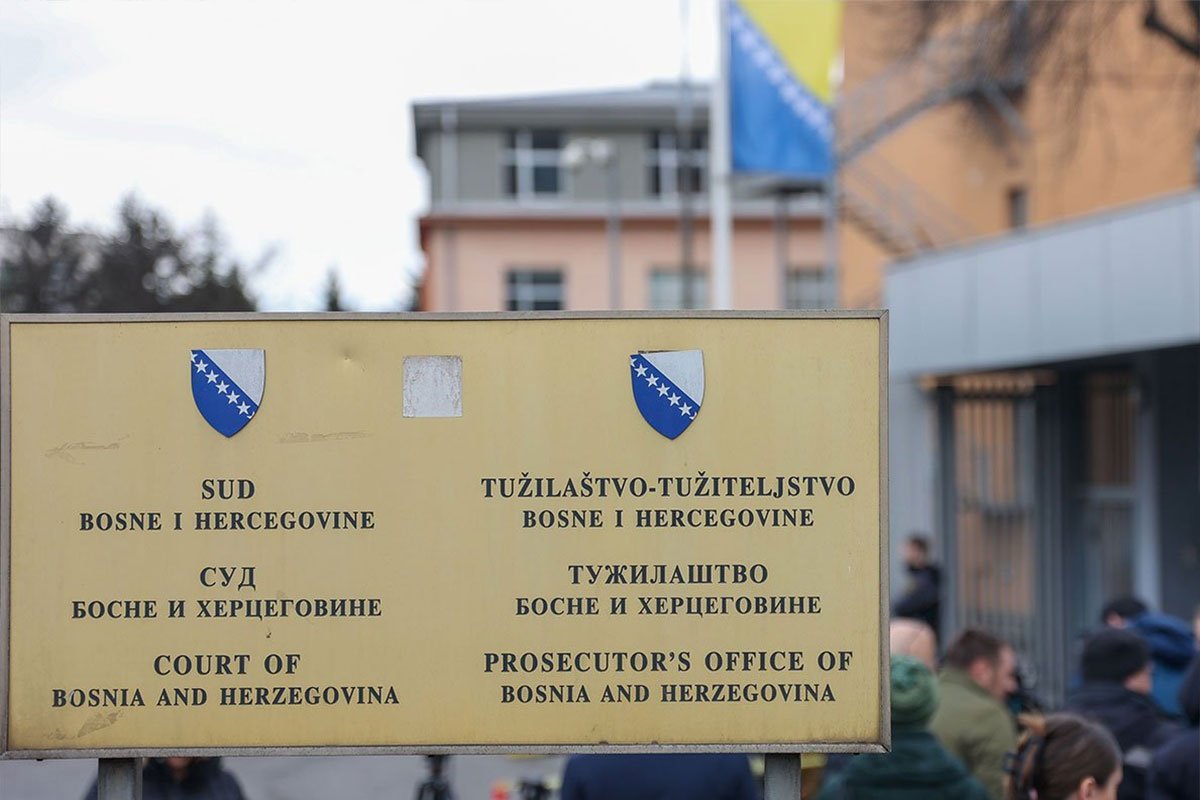 SUD
BOSNE I HERCEGOVINE
СУД
БОСНЕ И ХЕРЦЕГОВИНЕ
COURT OF
BOSNIA AND HERZEGOVINA
TUŽILAŠTVO-TUŽITELJSTVO
BOSNE I HERCEGOVINE
ТУЖИЛАШТВО
БОСНЕ И ХЕРЦЕГОВИНЕ
PROSECUTOR'S OFFICE OF
BOSNIA AND HERZEGOVINA